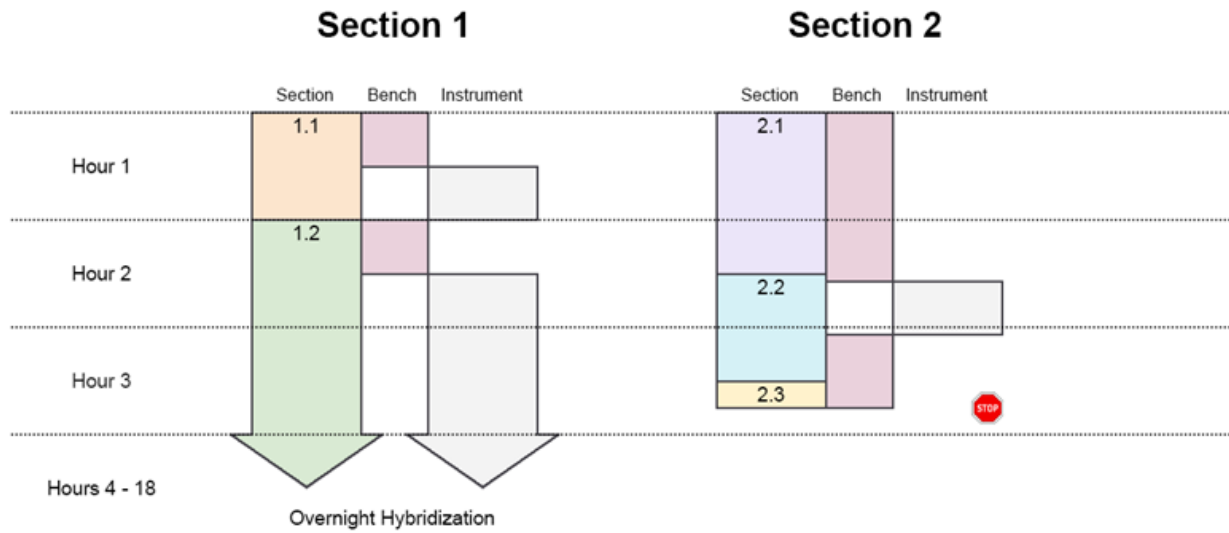 Section 1
Section 2
Section Bench Instrument
Section Bench Instrument
1.1
2.1
Hour 1
1.2
Hour 2
2.2
Hour 3
2.3
STOP
Hours 4 - 18
Overnight Hybridization